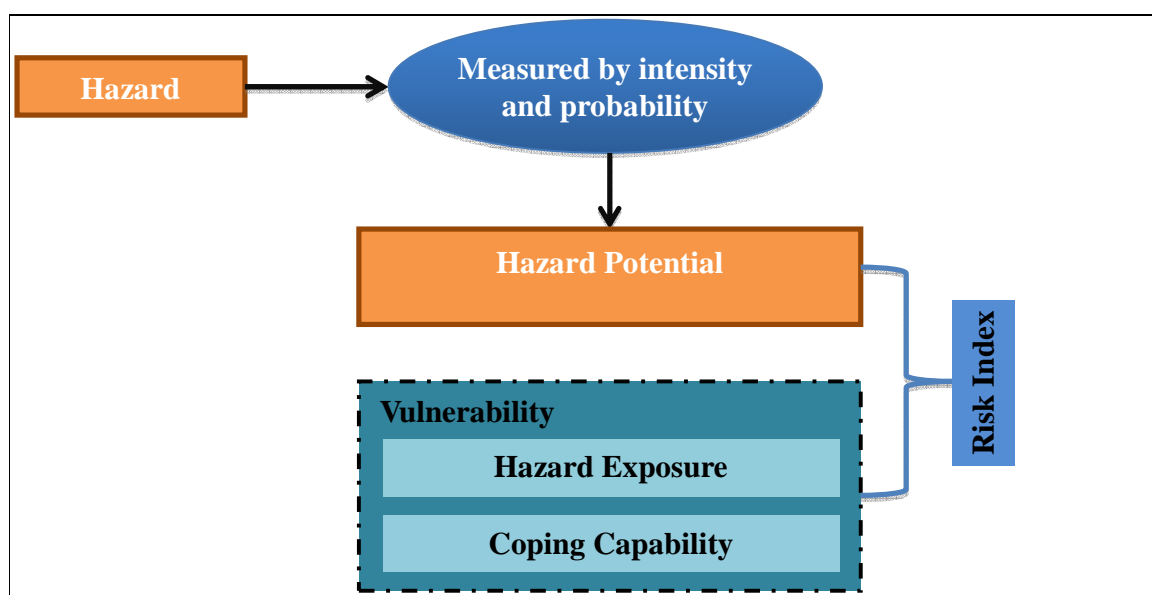 Hazard
Measured by intensity
and probability
Hazard Potential
Risk Index
Vulnerability
Hazard Exposure
Coping Capability